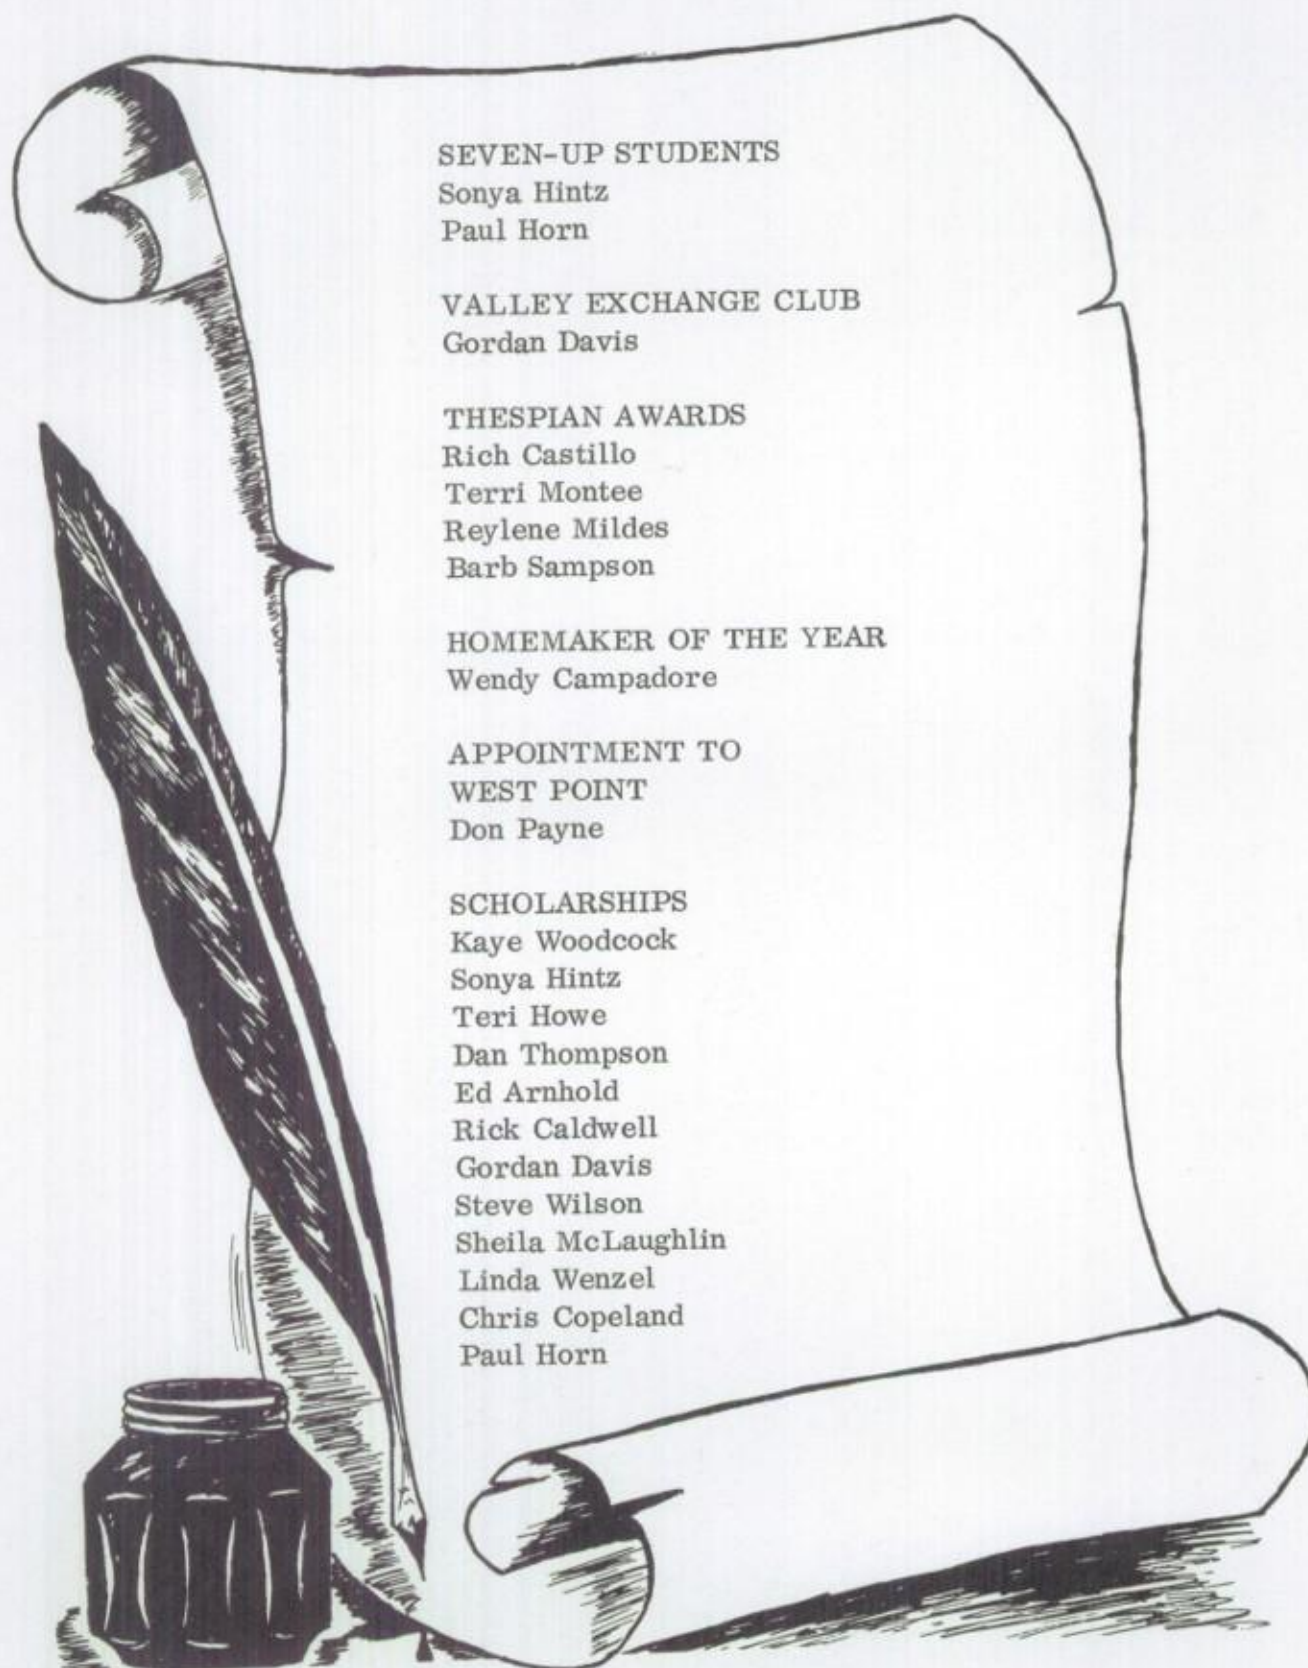 SEVEN-UP STUDENTS
Sonya Hintz
Paul Horn
VALLEY EXCHANGE CLUB
Gordan Davis
THESPIAN AWARDS
Rich Castillo
Terri Montee
Reylene Mildes
Barb Sampson
HOMEMAKER OF THE YEAR
Wendy Campadore
APPOINTMENT TO
WEST POINT
Don Payne
SCHOLARSHIPS
Kaye Woodcock
Sonya Hintz
Teri Howe
Dan Thompson
Ed Arnhold
Rick Caldwell
Gordan Davis
Steve Wilson
Sheila McLaughlin
Linda Wenzel
Chris Copeland
Paul Horn